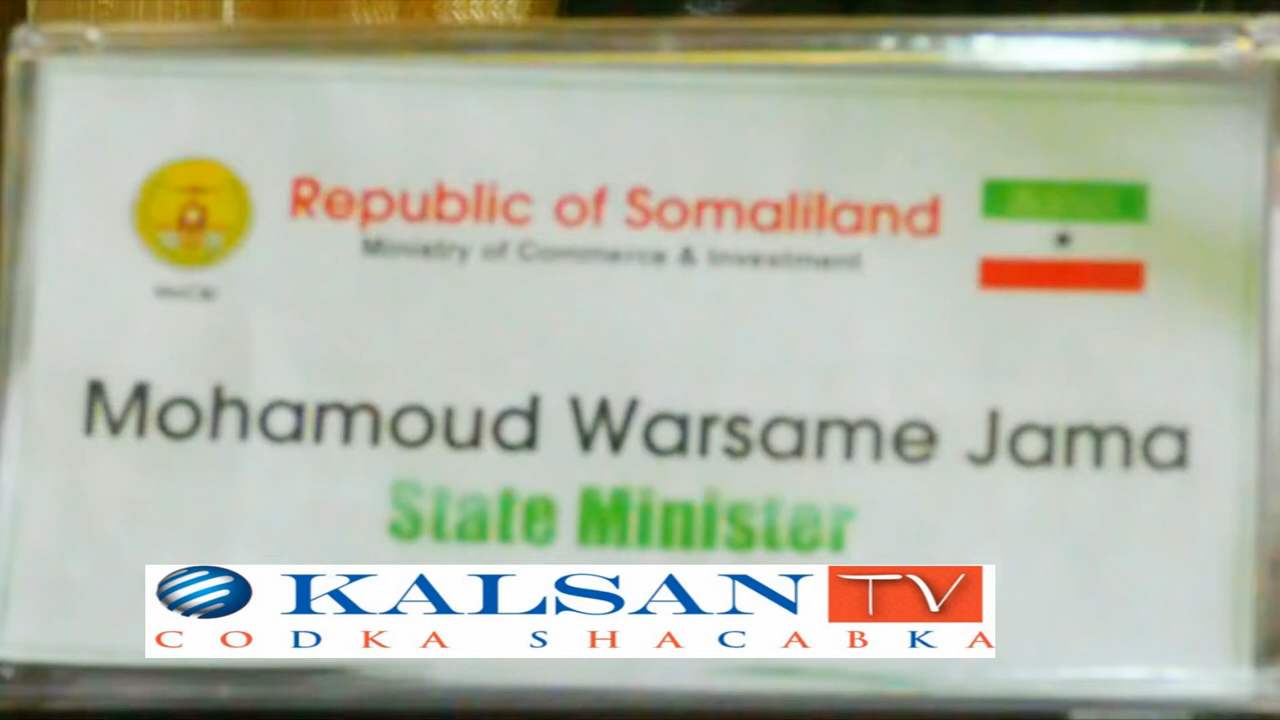 Republic of Somaliland
Ministry of Commerce & Investment
Mohamoud Warsame Jama
State Minister
KALSAN TV
CODKA SHACABKA